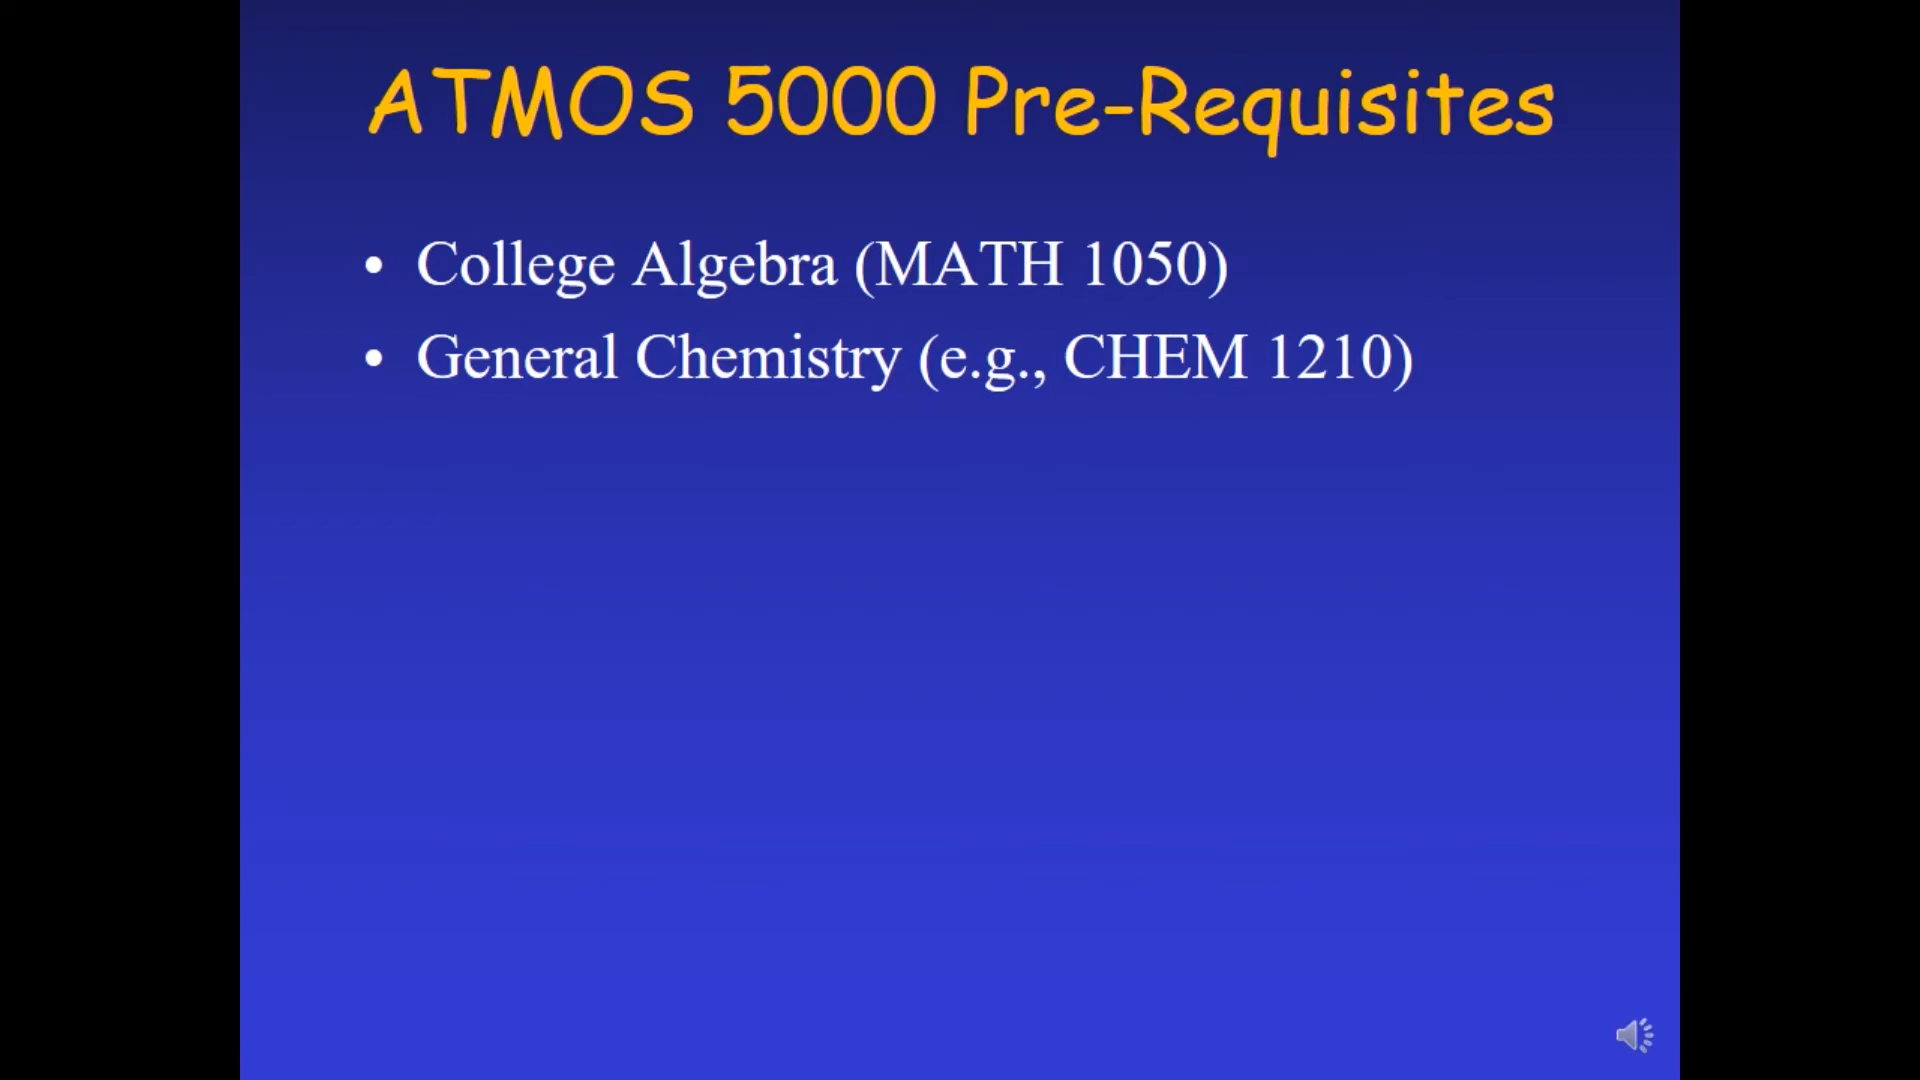 ATMOS 5000 Pre-Requisites
• College Algebra (MATH 1050)
• General Chemistry (e.g., CHEM 1210)